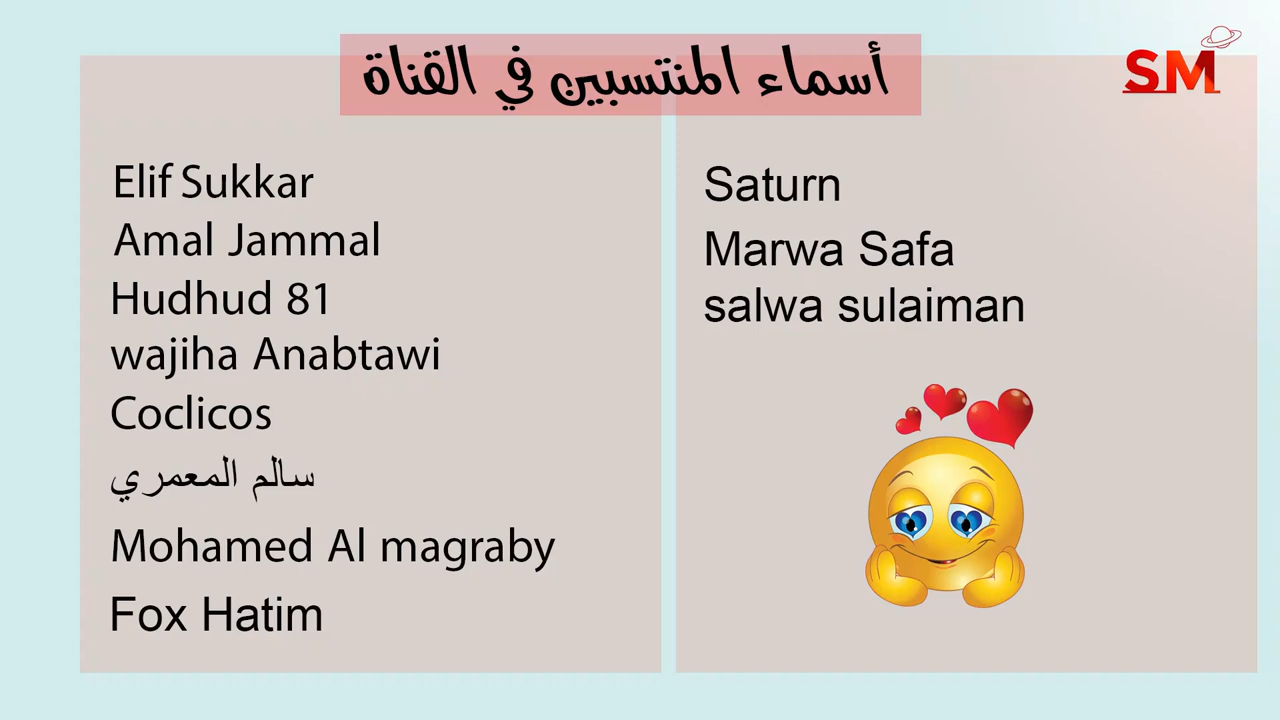 أسماء المنتسبين في القناة
SM
Elif Sukkar
Amal Jammal
Hudhud 81
wajiha Anabtawi
Coclicos
سالم المعمري
Mohamed Al magraby
Fox Hatim
Saturn
Marwa Safa
salwa sulaiman